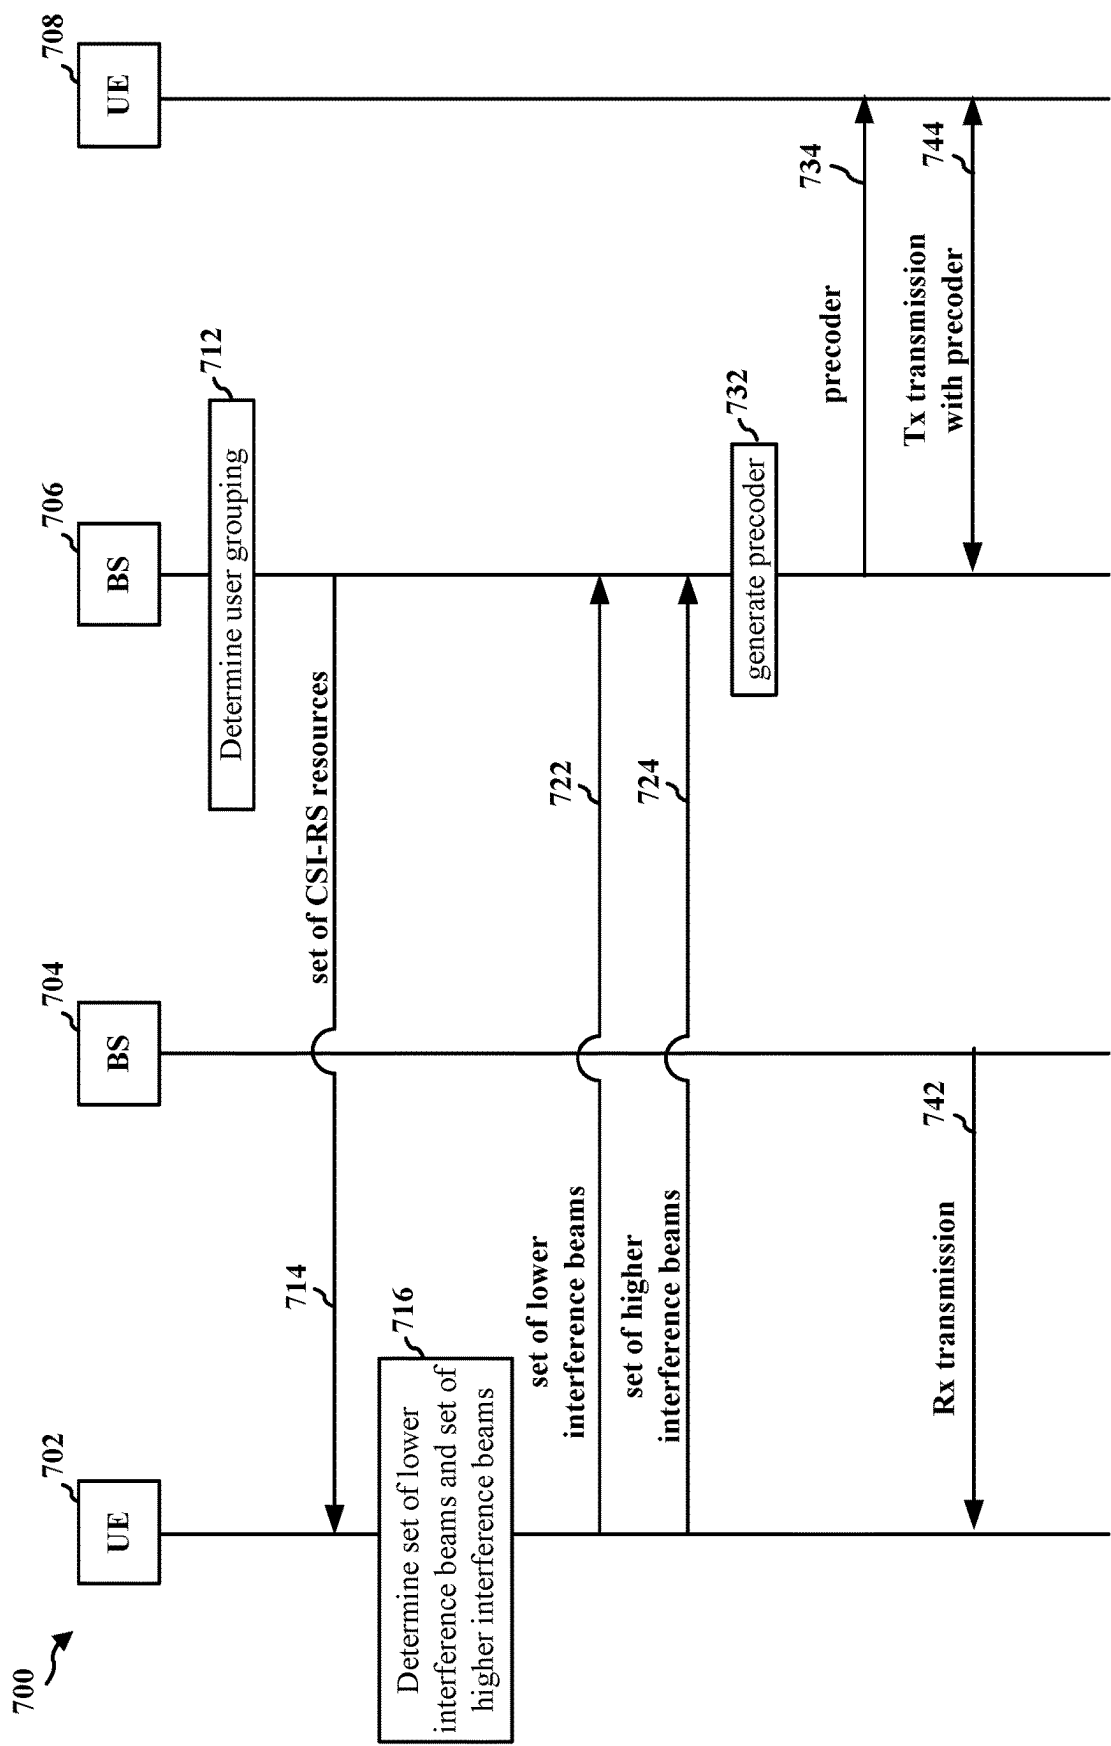 700
702
UE
704
BS
706
BS
708
UE
712
Determine user grouping
set of CSI-RS resources
714
716
Determine set of lower
interference beams and set of
higher interference beams
set of lower
interference beams
722
set of higher
interference beams
724
732
generate precoder
precoder
734
Rx transmission
742
Tx transmission
with precoder
744